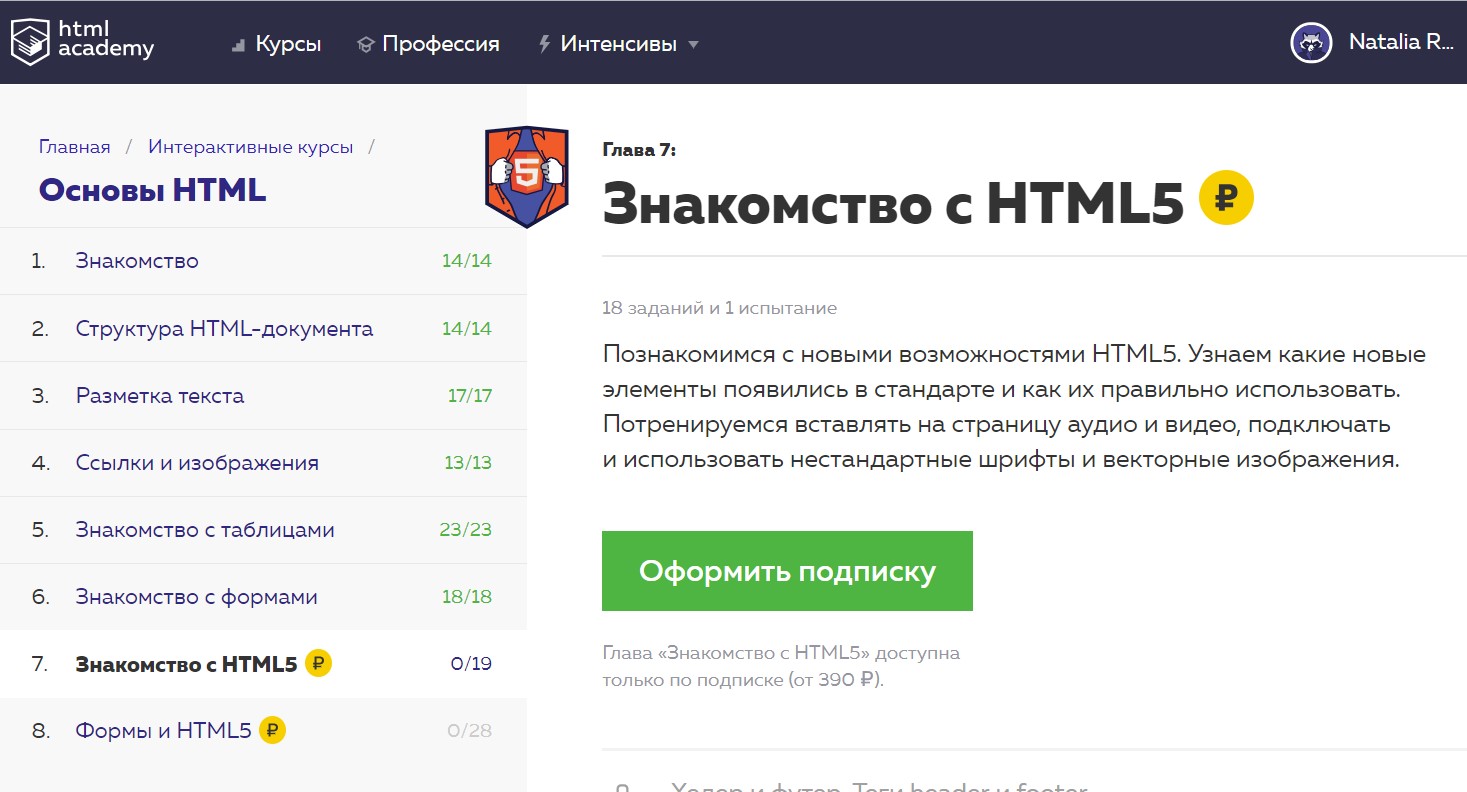 html
academy
Курсы
Профессия
Интенсивы
Natalia R...
Главная / Интерактивные курсы /
Основы HTML
1. Знакомство 14/14
2. Структура HTML-документа 14/14
3. Разметка текста 17/17
4. Ссылки и изображения 13/13
5. Знакомство с таблицами 23/23
6. Знакомство с формами 18/18
7. Знакомство с HTML5 ₽ 0/19
8. Формы и HTML5 ₽ 0/28
5
Глава 7:
Знакомство с HTML5 ₽
18 заданий и 1 испытание
Познакомимся с новыми возможностями HTML5. Узнаем какие новые
элементы появились в стандарте и как их правильно использовать.
Потренируемся вставлять на страницу аудио и видео, подключать
и использовать нестандартные шрифты и векторные изображения.
Оформить подписку
Глава «Знакомство с HTML5» доступна
только по подписке (от 390 ₽).
Хедер и футер. Теги header и footer